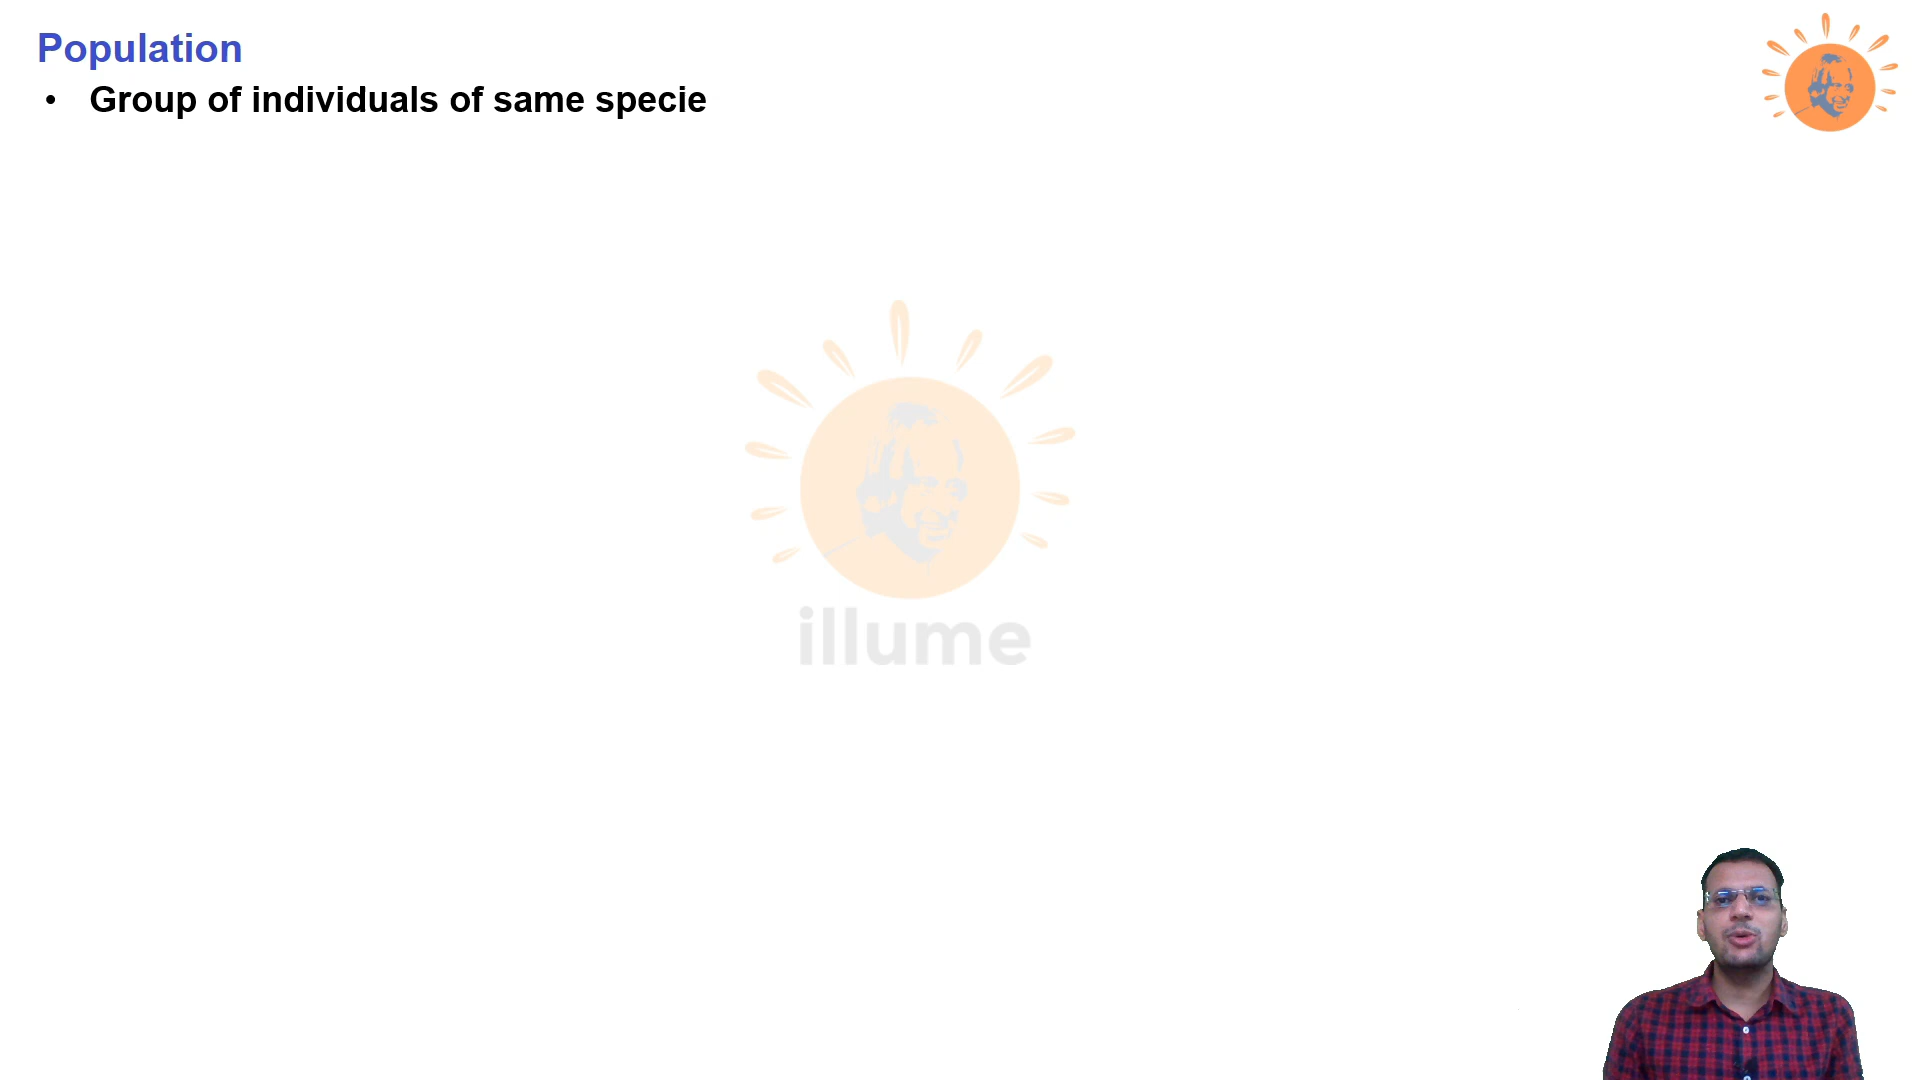 Population
• Group of individuals of same specie
illume